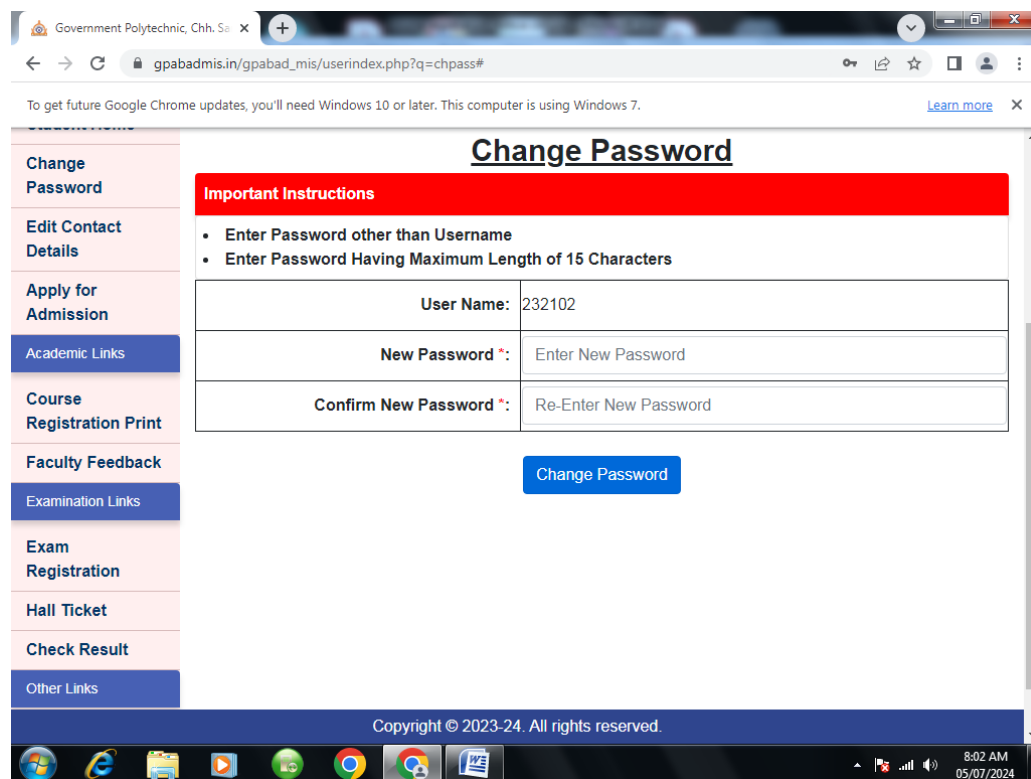 Government Polytechnic, Chh. Sa
gpabadmis.in/gpabad_mis/userindex.php?q=chpass#
To get future Google Chrome updates, you'll need Windows 10 or later. This computer is using Windows 7.
Learn more
Student Home
Change
Password
Edit Contact
Details
Apply for
Admission
Academic Links
Course
Registration Print
Faculty Feedback
Examination Links
Exam
Registration
Hall Ticket
Check Result
Other Links
Change Password
Important Instructions
• Enter Password other than Username
• Enter Password Having Maximum Length of 15 Characters
User Name: 232102
New Password *: Enter New Password
Confirm New Password *: Re-Enter New Password
Change Password
Copyright © 2023-24. All rights reserved.
8:02 AM
05/07/2024